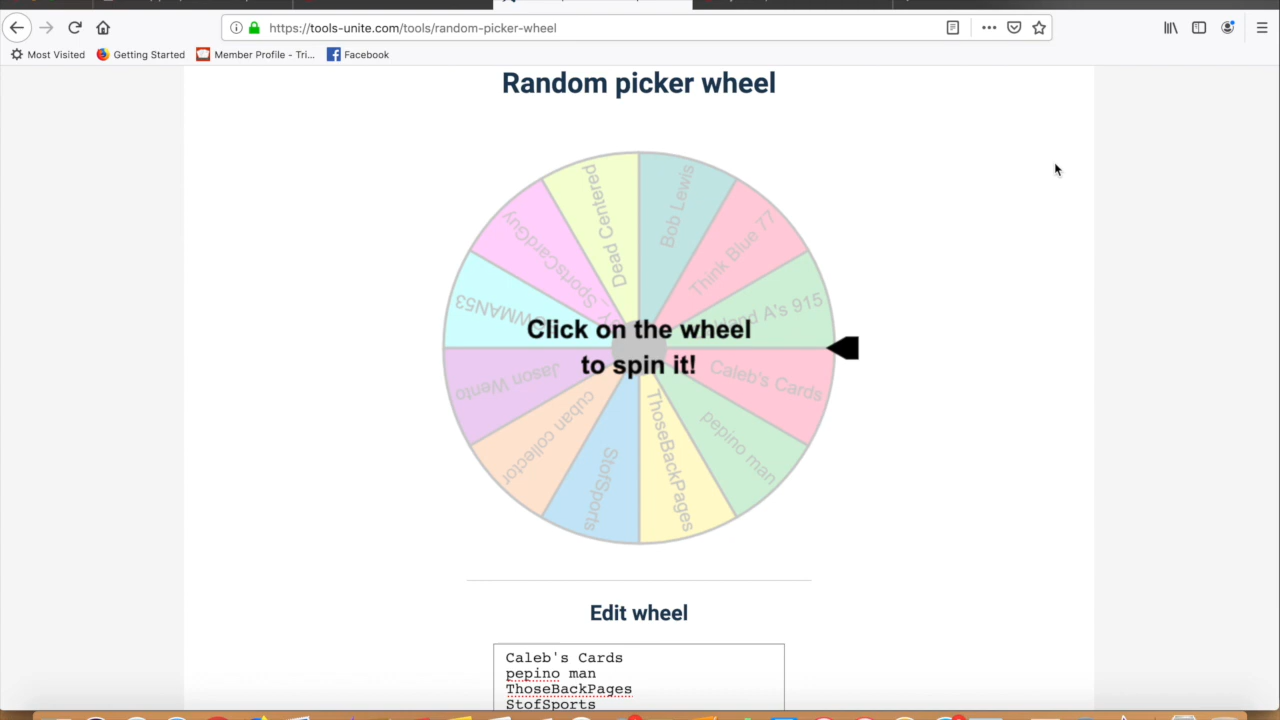 https://tools-unite.com/tools/random-picker-wheel
Most Visited
Getting Started
Member Profile - Tri...
Facebook
Random picker wheel
Dead Centered
Bob Lewis
Think Blue 77
A's 915
Caleb's Cards
pepino man
ThoseBackPages
StofSports
cuban collector
Jason Wento
SportsCardGuy
Click on the wheel
to spin it!
Edit wheel
Caleb's Cards
pepino man
ThoseBackPages
StofSports